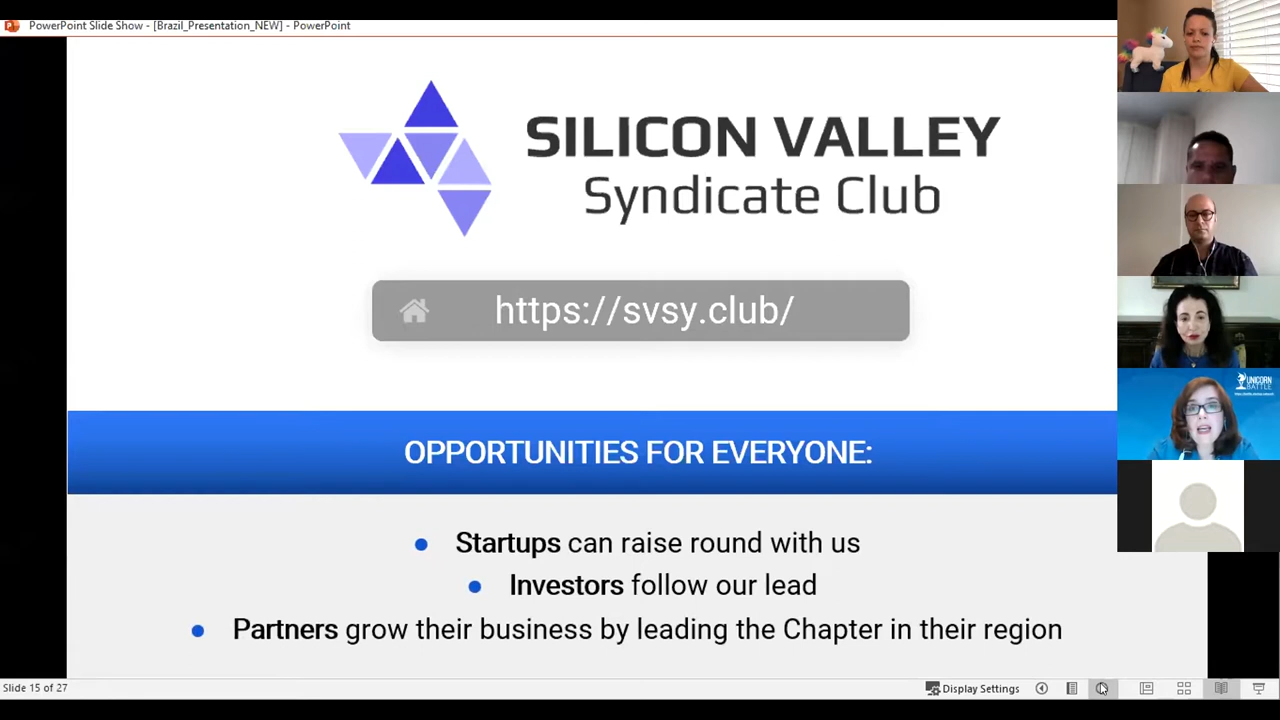 PowerPoint Slide Show - [Brazil_Presentation_NEW] - PowerPoint
SILICON VALLEY
Syndicate Club
https://svsy.club/
OPPORTUNITIES FOR EVERYONE:
● Startups can raise round with us
● Investors follow our lead
● Partners grow their business by leading the Chapter in their region
UNICORN
BATTLE
Slide 15 of 27
Display Settings